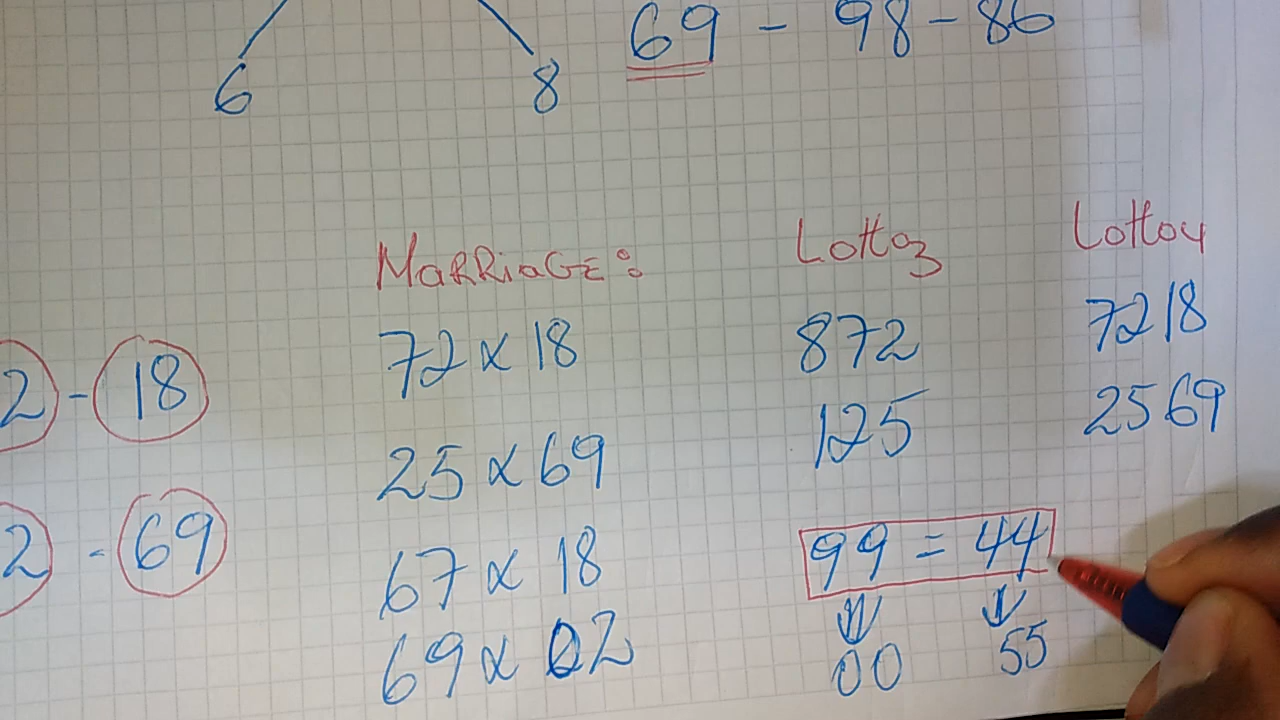 69 - 98 - 86
6 8
MaRRiaGE: Lotto3 Lotto4
72 x 18 872 7218
2 - 18
25 x 69 125 2569
2 - 69
67 x 18 99 = 44
69 x 02 00 55